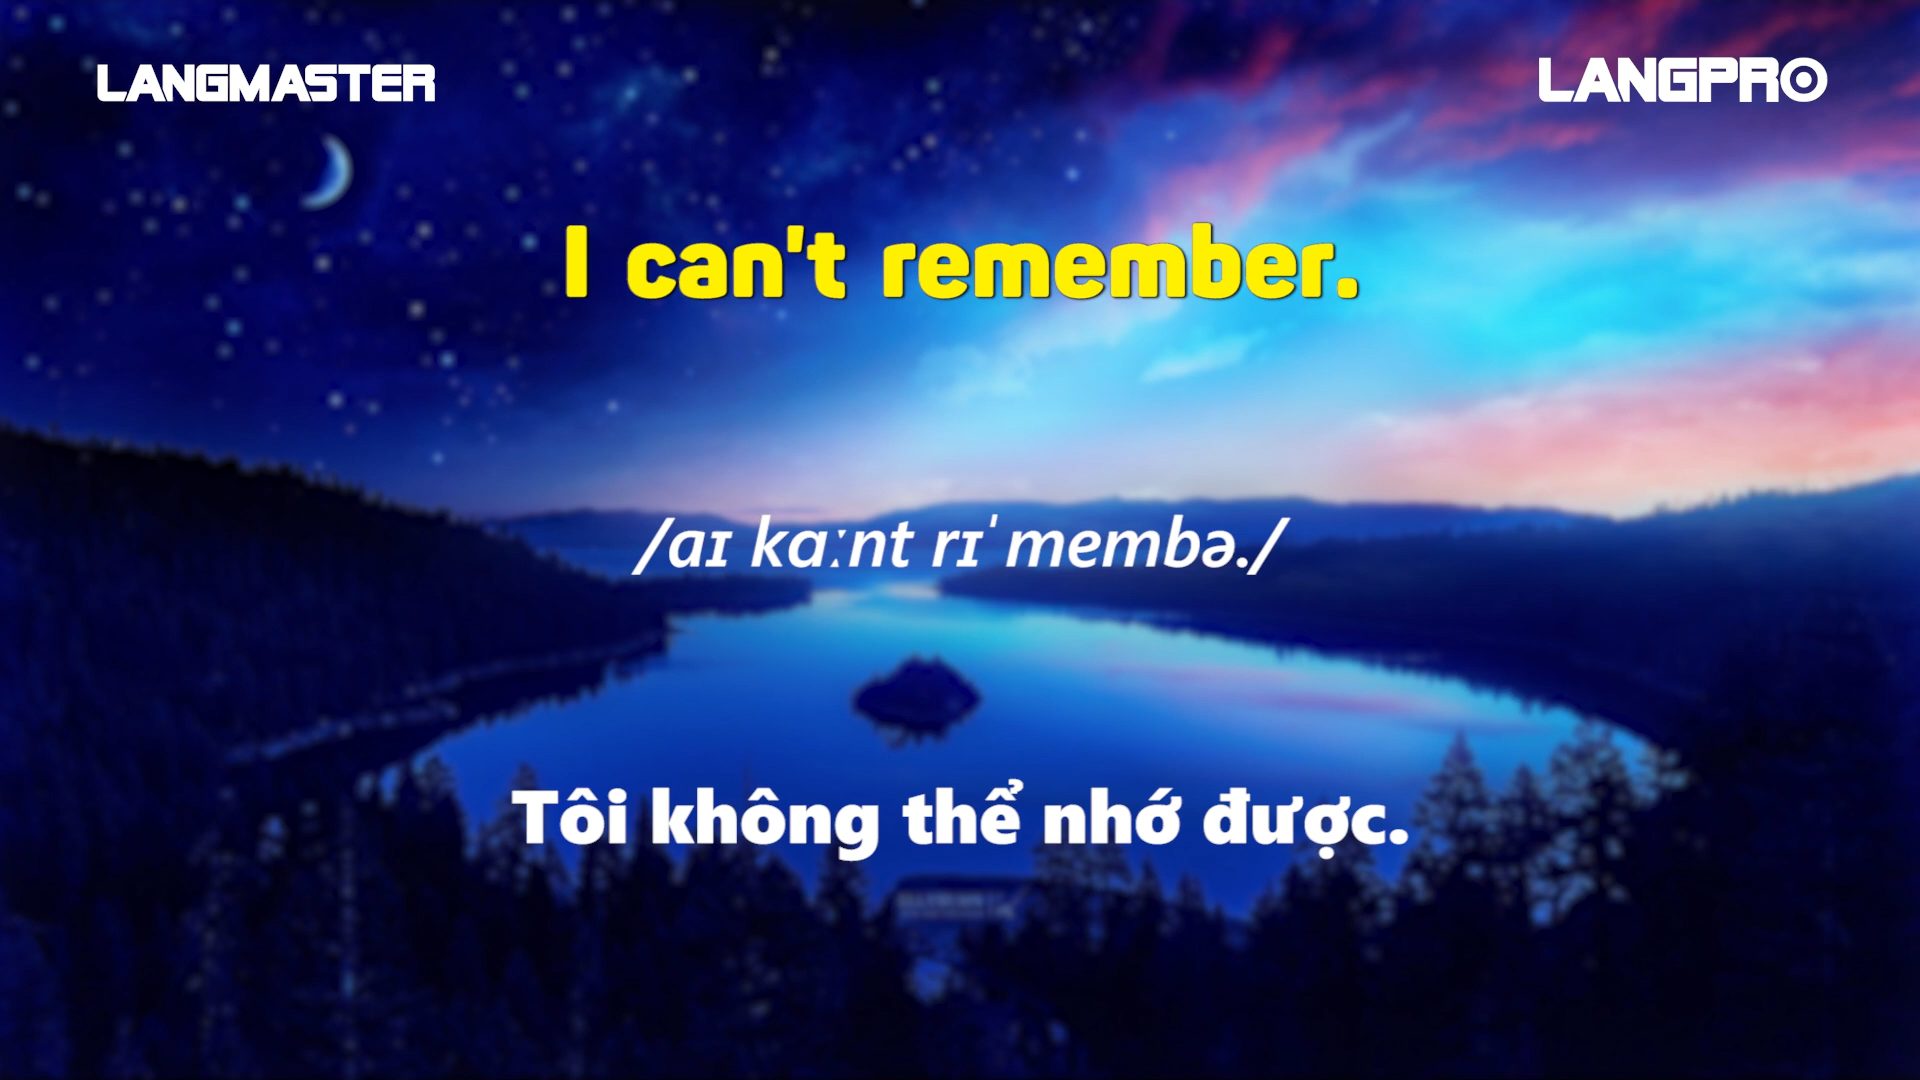 LANGMASTER
LANGPRO
I can't remember.
/aɪ kɑːnt rɪˈmembə./
Tôi không thể nhớ được.